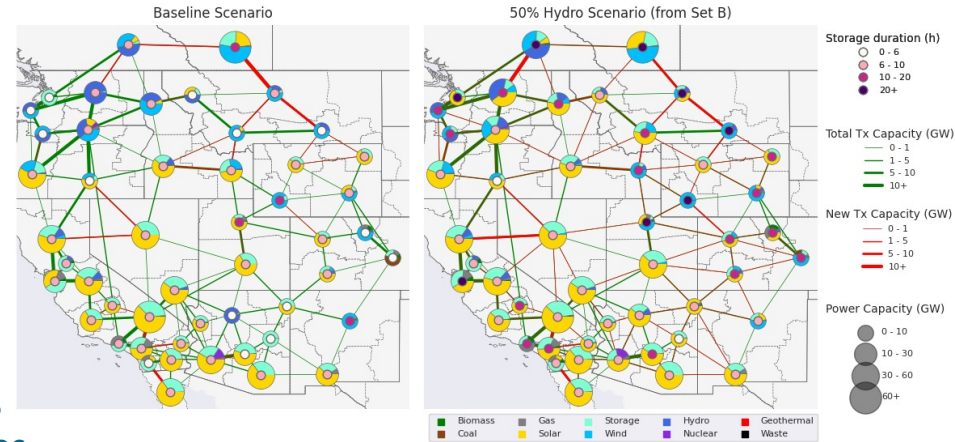 Baseline Scenario
50% Hydro Scenario (from Set B)
Storage duration (h)
0 - 6
6 - 10
10 - 20
20+
Total Tx Capacity (GW)
0 - 1
1 - 5
5 - 10
10+
New Tx Capacity (GW)
0 - 1
1 - 5
5 - 10
10+
Power Capacity (GW)
0 - 10
10 - 30
30 - 60
60+
Biomass Gas Storage Hydro Geothermal
Coal Solar Wind Nuclear Waste